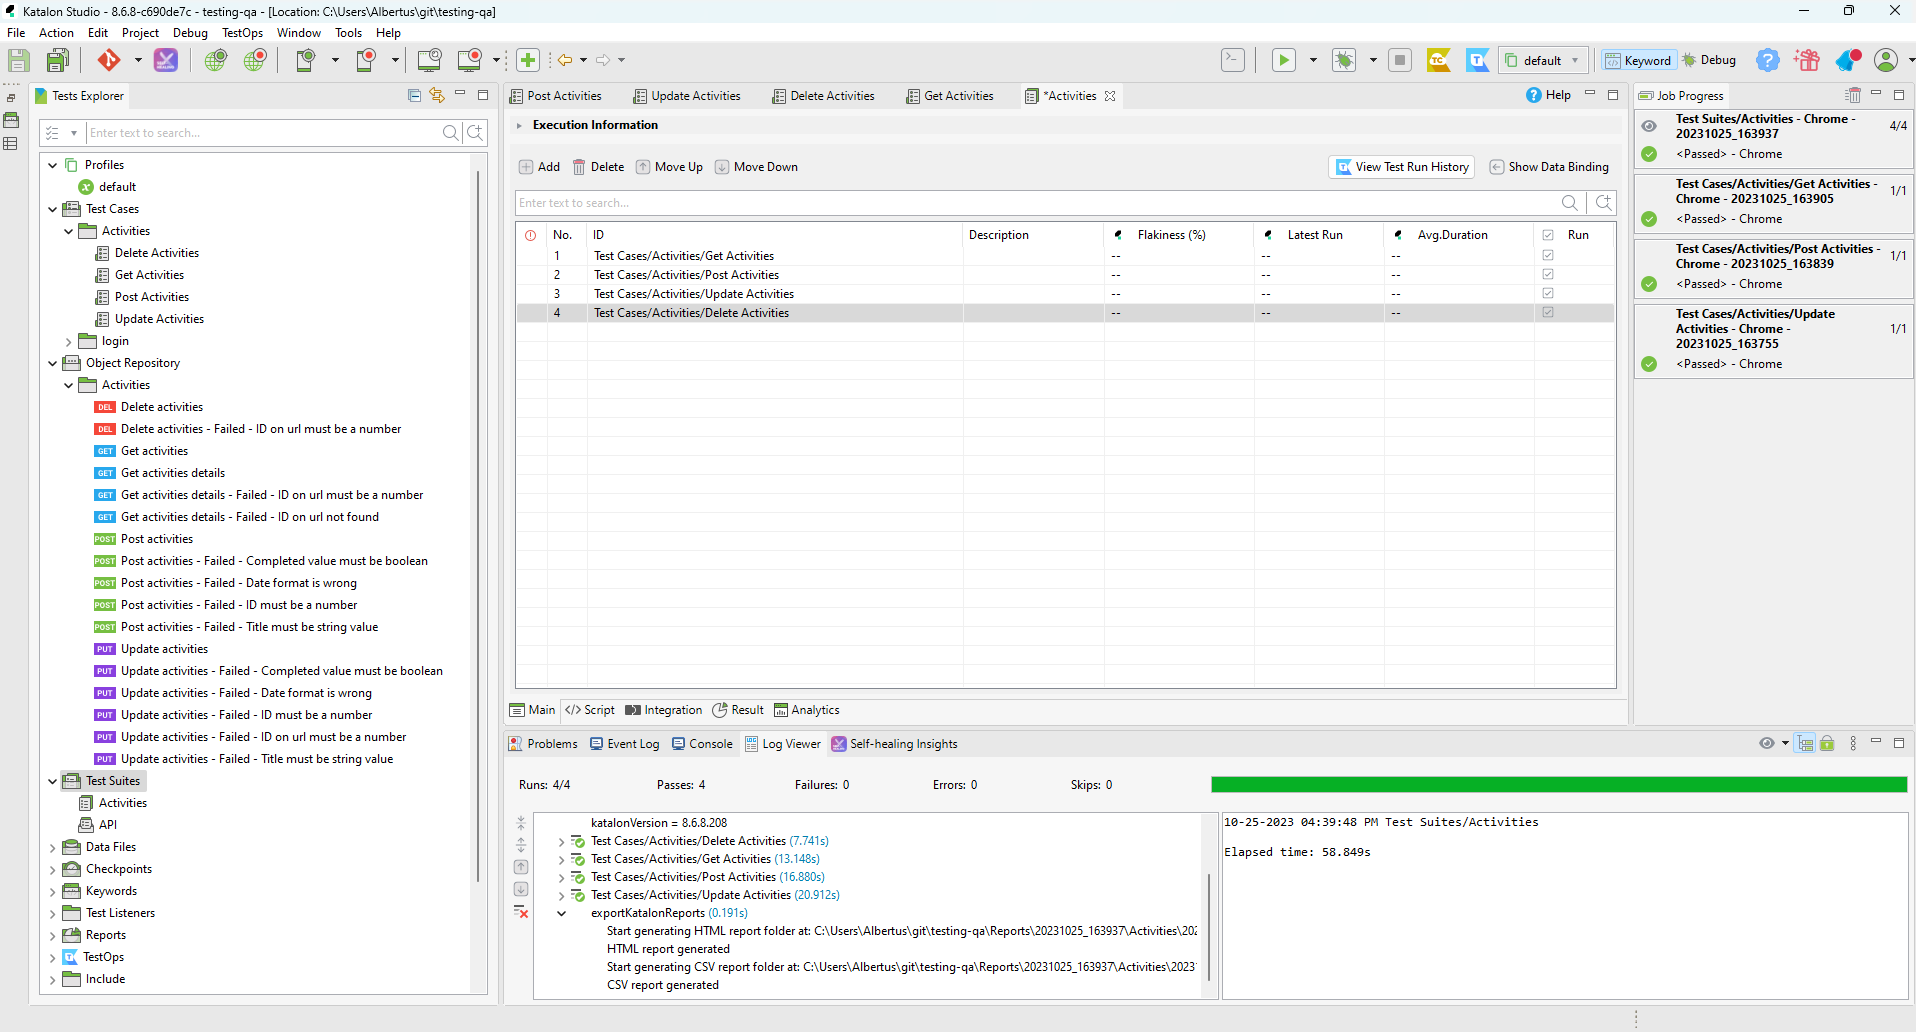 Katalon Studio - 8.6.8-c690de7c - testing-qa - [Location: C:\Users\Albertus\git\testing-qa]
File Action Edit Project Debug TestOps Window Tools Help
default Keyword Debug
Tests Explorer
Enter text to search...
Profiles
default
Test Cases
Activities
Delete Activities
Get Activities
Post Activities
Update Activities
login
Object Repository
Activities
DEL Delete activities
DEL Delete activities - Failed - ID on url must be a number
GET Get activities
GET Get activities details
GET Get activities details - Failed - ID on url must be a number
GET Get activities details - Failed - ID on url not found
POST Post activities
POST Post activities - Failed - Completed value must be boolean
POST Post activities - Failed - Date format is wrong
POST Post activities - Failed - ID must be a number
POST Post activities - Failed - Title must be string value
PUT Update activities
PUT Update activities - Failed - Completed value must be boolean
PUT Update activities - Failed - Date format is wrong
PUT Update activities - Failed - ID must be a number
PUT Update activities - Failed - ID on url must be a number
PUT Update activities - Failed - Title must be string value
Test Suites
Activities
API
Data Files
Checkpoints
Keywords
Test Listeners
Reports
TestOps
Include
Post Activities Update Activities Delete Activities Get Activities *Activities Help
Execution Information
Add Delete Move Up Move Down View Test Run History Show Data Binding
Enter text to search...
No. ID Description Flakiness (%) Latest Run Avg.Duration Run
1 Test Cases/Activities/Get Activities -- -- --
2 Test Cases/Activities/Post Activities -- -- --
3 Test Cases/Activities/Update Activities -- -- --
4 Test Cases/Activities/Delete Activities -- -- --
Main Script Integration Result Analytics
Job Progress
Test Suites/Activities - Chrome - 4/4
20231025_163937
<Passed> - Chrome
Test Cases/Activities/Get Activities - 1/1
Chrome - 20231025_163905
<Passed> - Chrome
Test Cases/Activities/Post Activities - 1/1
Chrome - 20231025_163839
<Passed> - Chrome
Test Cases/Activities/Update
Activities - Chrome - 1/1
20231025_163755
<Passed> - Chrome
Problems Event Log Console Log Viewer Self-healing Insights
Runs: 4/4 Passes: 4 Failures: 0 Errors: 0 Skips: 0
katalonVersion = 8.6.8.208
Test Cases/Activities/Delete Activities (7.741s)
Test Cases/Activities/Get Activities (13.148s)
Test Cases/Activities/Post Activities (16.880s)
Test Cases/Activities/Update Activities (20.912s)
exportKatalonReports (0.191s)
Start generating HTML report folder at: C:\Users\Albertus\git\testing-qa\Reports\20231025_163937\Activities\202
HTML report generated
Start generating CSV report folder at: C:\Users\Albertus\git\testing-qa\Reports\20231025_163937\Activities\2023
CSV report generated
10-25-2023 04:39:48 PM Test Suites/Activities
Elapsed time: 58.849s